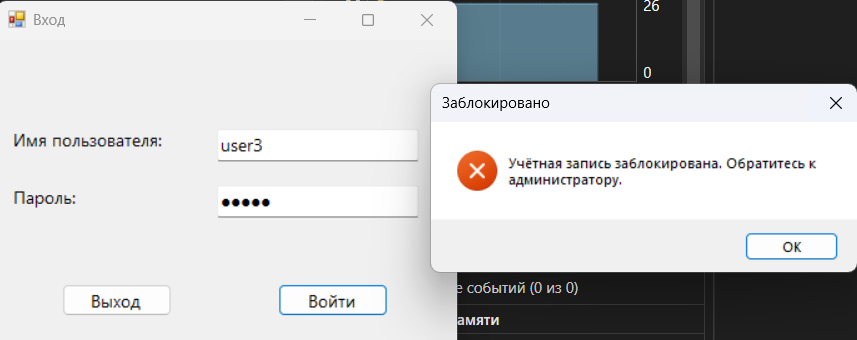 Вход
26
0
Заблокировано
Имя пользователя:
user3
Учётная запись заблокирована. Обратитесь к
администратору.
Пароль:
●●●●●
ОК
Выход
Войти
е событий (0 из 0)
амяти